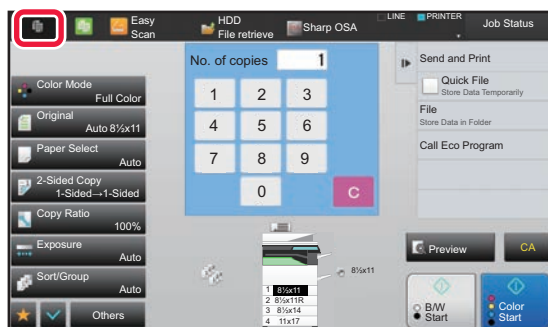 Easy
Scan
HDD
File retrieve
Sharp OSA
LINE
PRINTER
Job Status
No. of copies
1
Color Mode
Full Color
Original
Auto 8½x11
Paper Select
Auto
2-Sided Copy
1-Sided→1-Sided
Copy Ratio
100%
Exposure
Auto
Sort/Group
Auto
Others
1 2 3
4 5 6
7 8 9
0 C
8½x11
1 8½x11
2 8½x11R
3 8½x14
4 11x17
Send and Print
Quick File
Store Data Temporarily
File
Store Data in Folder
Call Eco Program
Preview
CA
B/W
Start
Color
Start